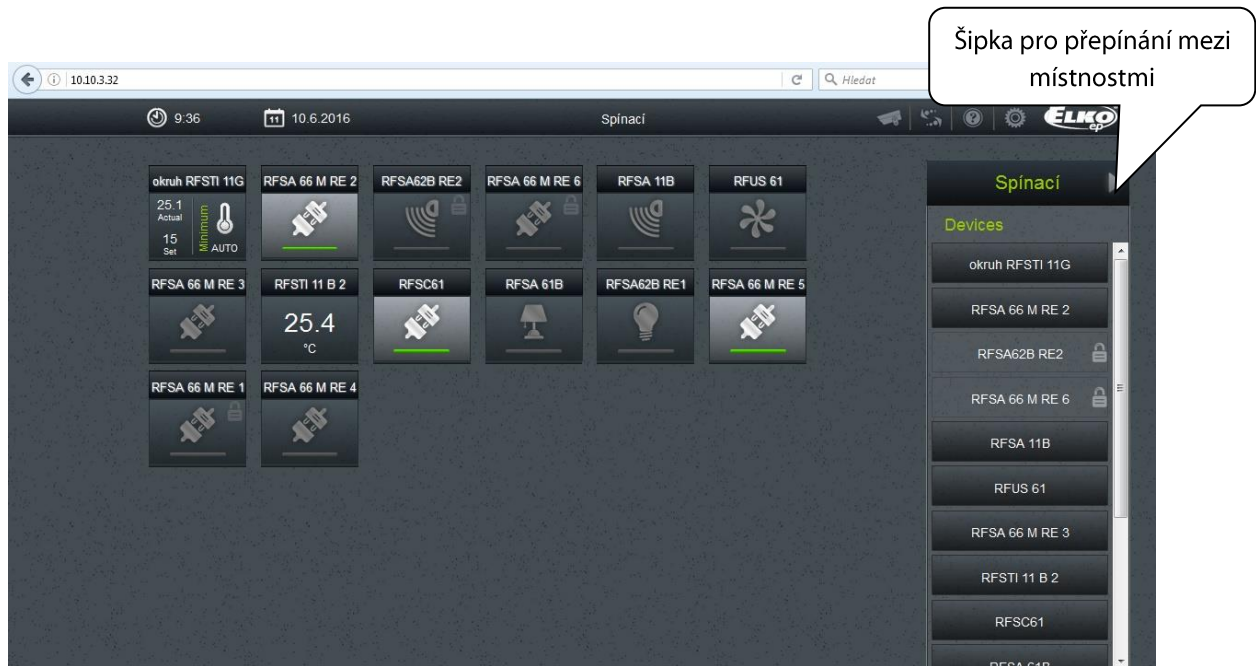 Šipka pro přepínání mezi
místnostmi
10.10.3.32
Hledat
9:36
11
10.6.2016
Spínací
ELKO
ep
okruh RFSTI 11G
RFSA 66 M RE 2
RFSA62B RE2
RFSA 66 M RE 6
RFSA 11B
RFUS 61
25.1
Actual
15
Set
Minimum
AUTO
RFSA 66 M RE 3
RFSTI 11 B 2
RFSC61
RFSA 61B
RFSA62B RE1
RFSA 66 M RE 5
25.4
°C
RFSA 66 M RE 1
RFSA 66 M RE 4
Spínací
Devices
okruh RFSTI 11G
RFSA 66 M RE 2
RFSA62B RE2
RFSA 66 M RE 6
RFSA 11B
RFUS 61
RFSA 66 M RE 3
RFSTI 11 B 2
RFSC61
RFSA 61B